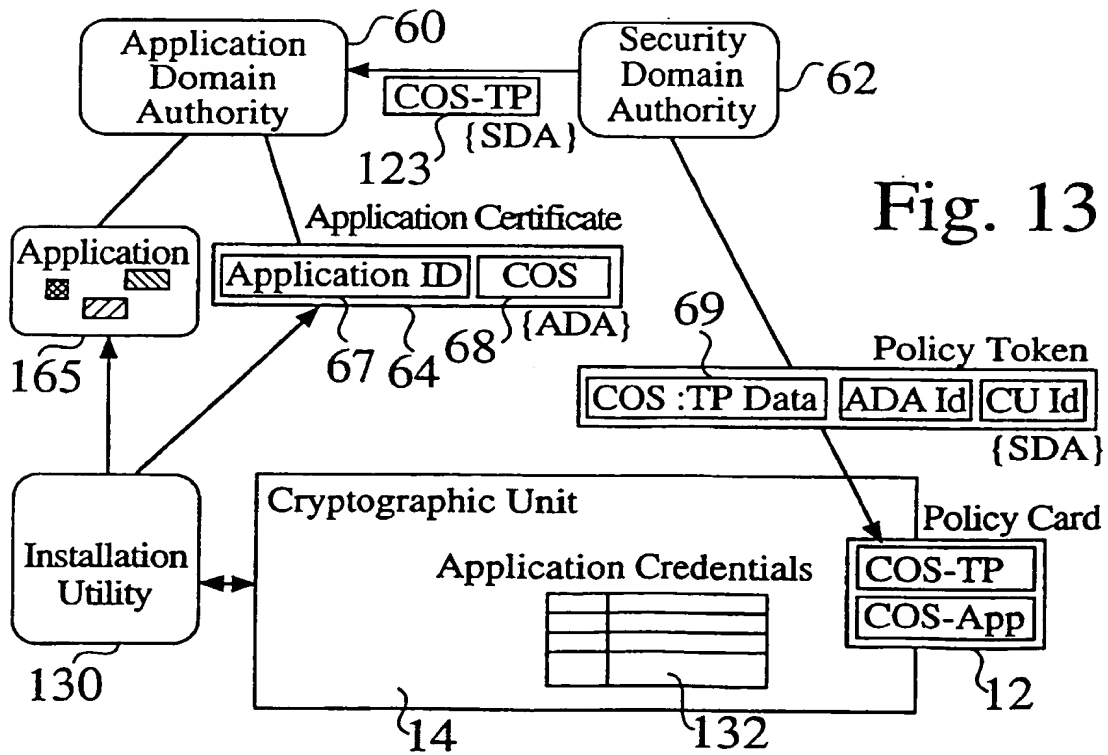 Application
Domain
Authority
60
Security
Domain
Authority
62
COS-TP
{SDA}
123
Fig. 13
Application Certificate
Application
Application ID
COS
{ADA}
165
67
64
68
69
Policy Token
COS :TP Data
ADA Id
CU Id
{SDA}
Cryptographic Unit
Policy Card
Installation
Utility
Application Credentials
COS-TP
COS-App
130
14
132
12